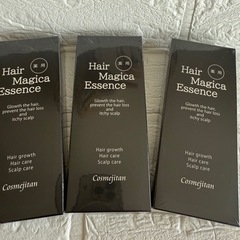 Hair
薬用
Magica
Essence
Glowth the hair,
prevent the hair loss
and
itchy scalp
Hair growth
Hair care
Scalp care
Cosmejitan
Hair
薬用
Magica
Essence
Glowth the hair,
prevent the hair loss
and
itchy scalp
Hair growth
Hair care
Scalp care
Cosmejitan
Hair
薬用
Magica
Essence
Glowth the hair,
prevent the hair loss
and
itchy scalp
Hair growth
Hair care
Scalp care
Cosmejitan